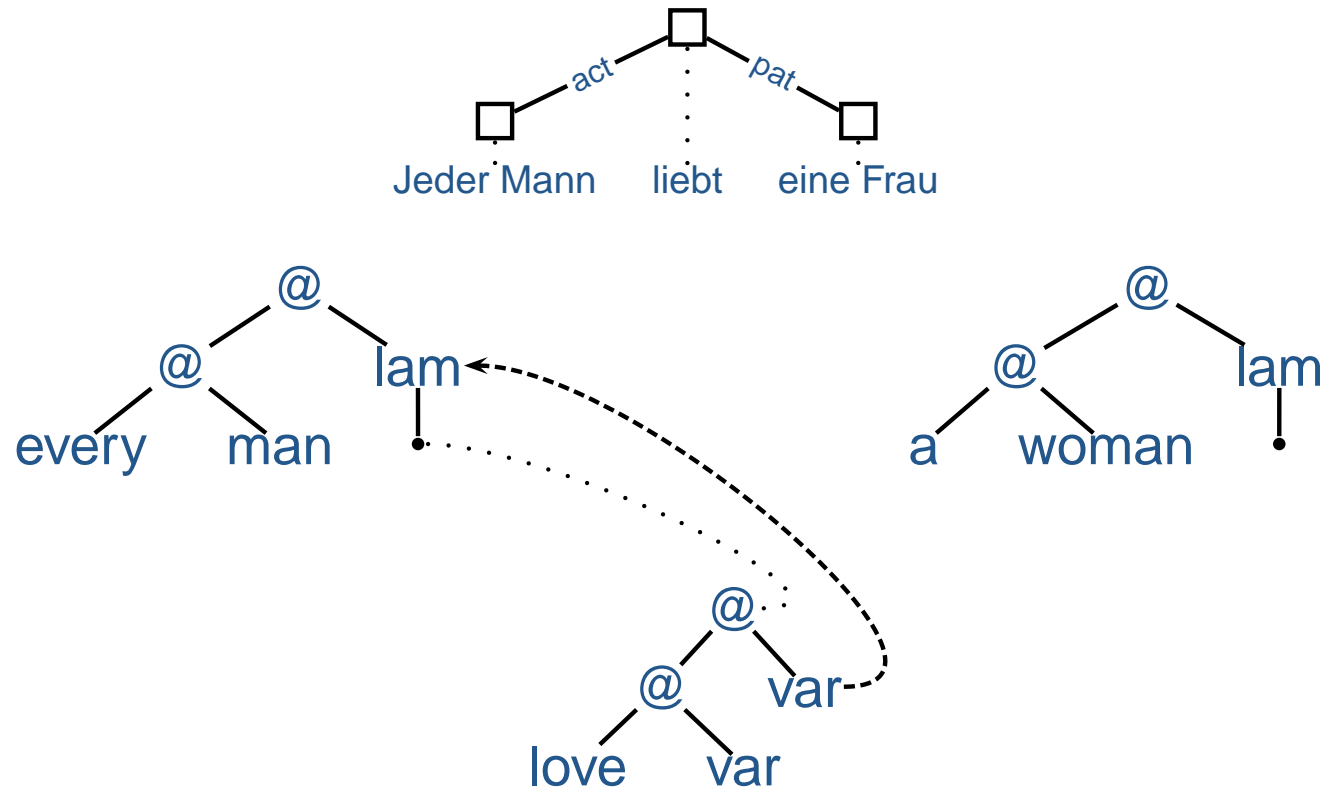 act pat
Jeder Mann liebt eine Frau
@ @
@ lam @ lam
every man a woman
@
@ var
love var